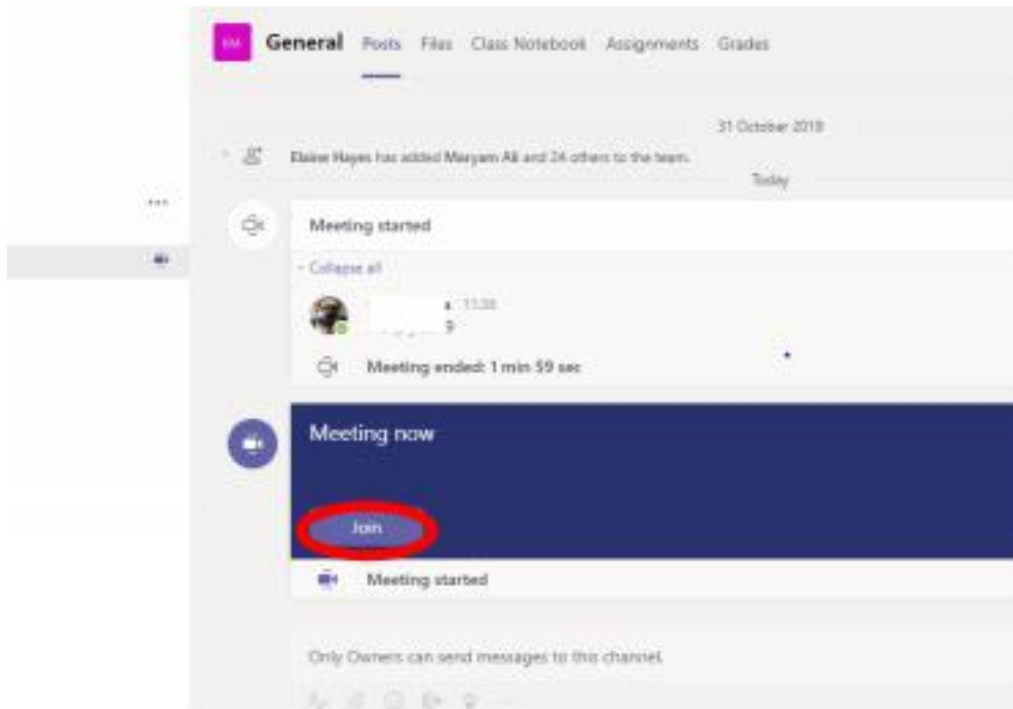 EM General Posts Files Class Notebook Assignments Grades
31 October 2019
Elaine Hayes has added Maryam Ali and 24 others to the team.
Today
Meeting started
Collapse all
11:38
Meeting ended: 1 min 59 sec
Meeting now
Join
Meeting started
Only Owners can send messages to this channel.